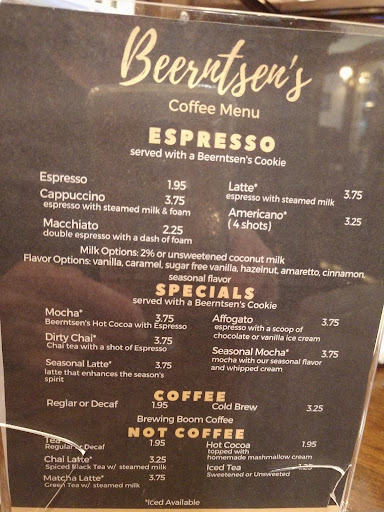 Beerntsen's
Coffee Menu
ESPRESSO
served with a Beerntsen's Cookie
Espresso 1.95
Cappuccino 3.75
espresso with steamed milk & foam
Macchiato 2.25
double espresso with a dash of foam
Latte* 3.75
espresso with steamed milk
Americano* 3.25
( 4 shots)
Milk Options: 2% or unsweetened coconut milk
Flavor Options: vanilla, caramel, sugar free vanilla, hazelnut, amaretto, cinnamon,
seasonal flavor
SPECIALS
served with a Beerntsen's Cookie
Mocha* 3.75
Beerntsen's Hot Cocoa with Espresso
Dirty Chai* 3.75
Chai tea with a shot of Espresso
Seasonal Latte* 3.75
latte that enhances the season's
spirit
Affogato 3.75
espresso with a scoop of
chocolate or vanilla ice cream
Seasonal Mocha* 3.75
mocha with our seasonal flavor
and whipped cream
COFFEE
Reglar or Decaf 1.95
Cold Brew 3.25
Brewing Boom Coffee
NOT COFFEE
Tea 1.95
Regular or Decaf
Chai Latte* 3.25
Spiced Black Tea w/ steamed milk
Matcha Latte* 3.75
Green Tea w/ steamed milk
Hot Cocoa 1.95
topped with
homemade mashmallow cream
Iced Tea 1.25
Sweetened or Unsweetened
*Iced Available